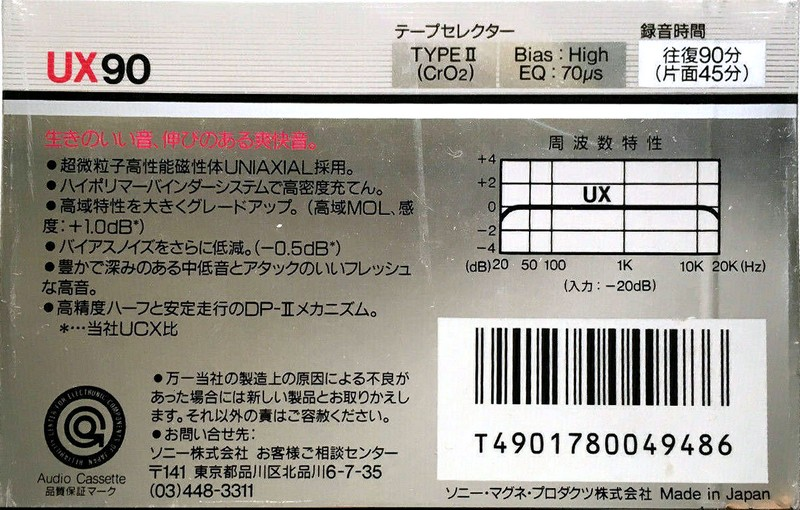 UX90
テープセレクター
TYPEⅡ
(CrO2)
Bias：High
EQ：70μs
録音時間
往復90分
(片面45分)
生きのいい音、伸びのある爽快音。
●超微粒子高性能磁性体UNIAXIAL採用。
●ハイポリマーバインダーシステムで高密度充てん。
●高域特性を大きくグレードアップ。（高域MOL、感
度：+1.0dB*）
●バイアスノイズをさらに低減。（−0.5dB*）
●豊かで深みのある中低音とアタックのいいフレッシュ
な高音。
●高精度ハーフと安定走行のDP-Ⅱメカニズム。
*…当社UCX比
周波数特性
+4
+2
0
−2
−4
UX
(dB) 20 50 100 1K 10K 20K (Hz)
(入力：−20dB)
Audio Cassette
品質保証マーク
●万一当社の製造上の原因による不良が
あった場合には新しい製品とお取りかえし
ます。それ以外の責はご容赦ください。
●お問い合せ先：
ソニー株式会社 お客様ご相談センター
〒141 東京都品川区北品川6-7-35
(03)448-3311
T4901780049486
ソニー・マグネ・プロダクツ株式会社 Made in Japan